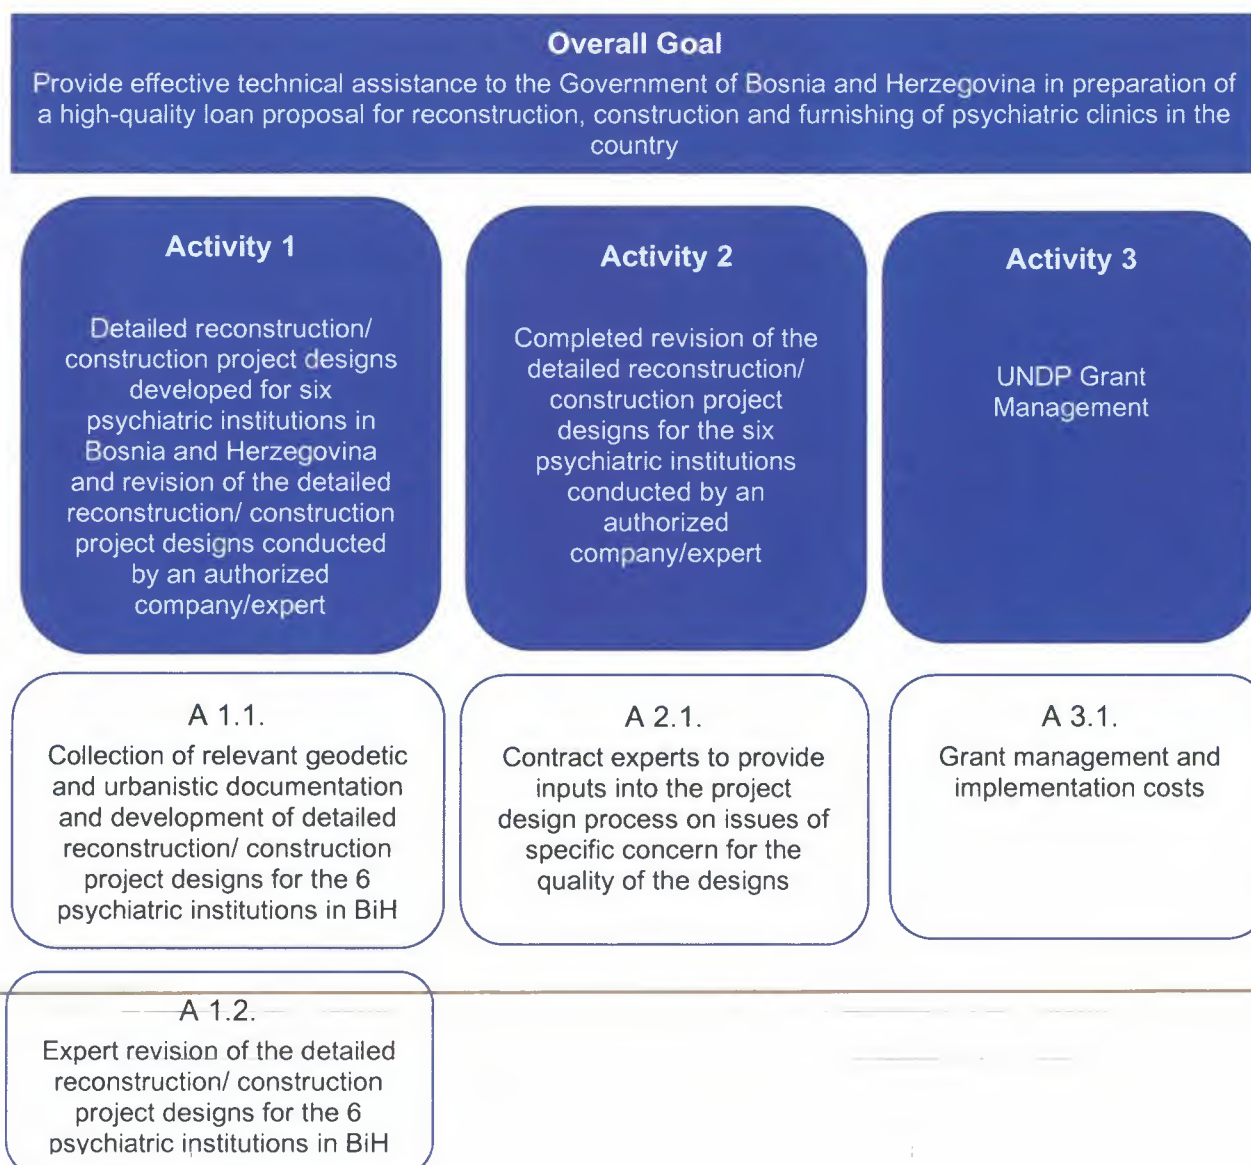 Overall Goal
Provide effective technical assistance to the Government of Bosnia and Herzegovina in preparation of
a high-quality loan proposal for reconstruction, construction and furnishing of psychiatric clinics in the
country
Activity 1
Detailed reconstruction/
construction project designs
developed for six
psychiatric institutions in
Bosnia and Herzegovina
and revision of the detailed
reconstruction/ construction
project designs conducted
by an authorized
company/expert
Activity 2
Completed revision of the
detailed reconstruction/
construction project
designs for the six
psychiatric institutions
conducted by an
authorized
company/expert
Activity 3
UNDP Grant
Management
A 1.1.
Collection of relevant geodetic
and urbanistic documentation
and development of detailed
reconstruction/ construction
project designs for the 6
psychiatric institutions in BiH
A 2.1.
Contract experts to provide
inputs into the project
design process on issues of
specific concern for the
quality of the designs
A 3.1.
Grant management and
implementation costs
A 1.2.
Expert revision of the detailed
reconstruction/ construction
project designs for the 6
psychiatric institutions in BiH